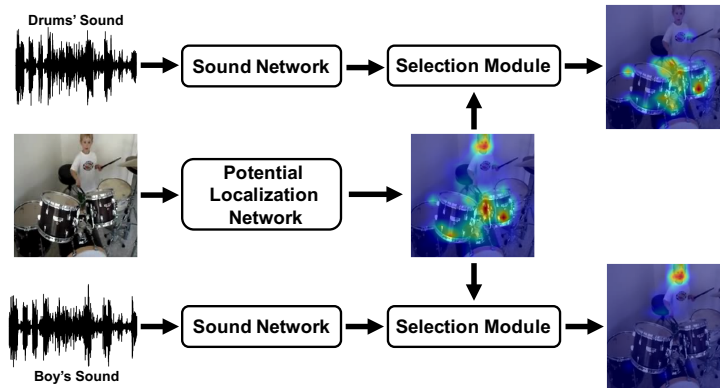 Drums' Sound
Sound Network
Selection Module
Potential
Localization
Network
Sound Network
Selection Module
Boy's Sound